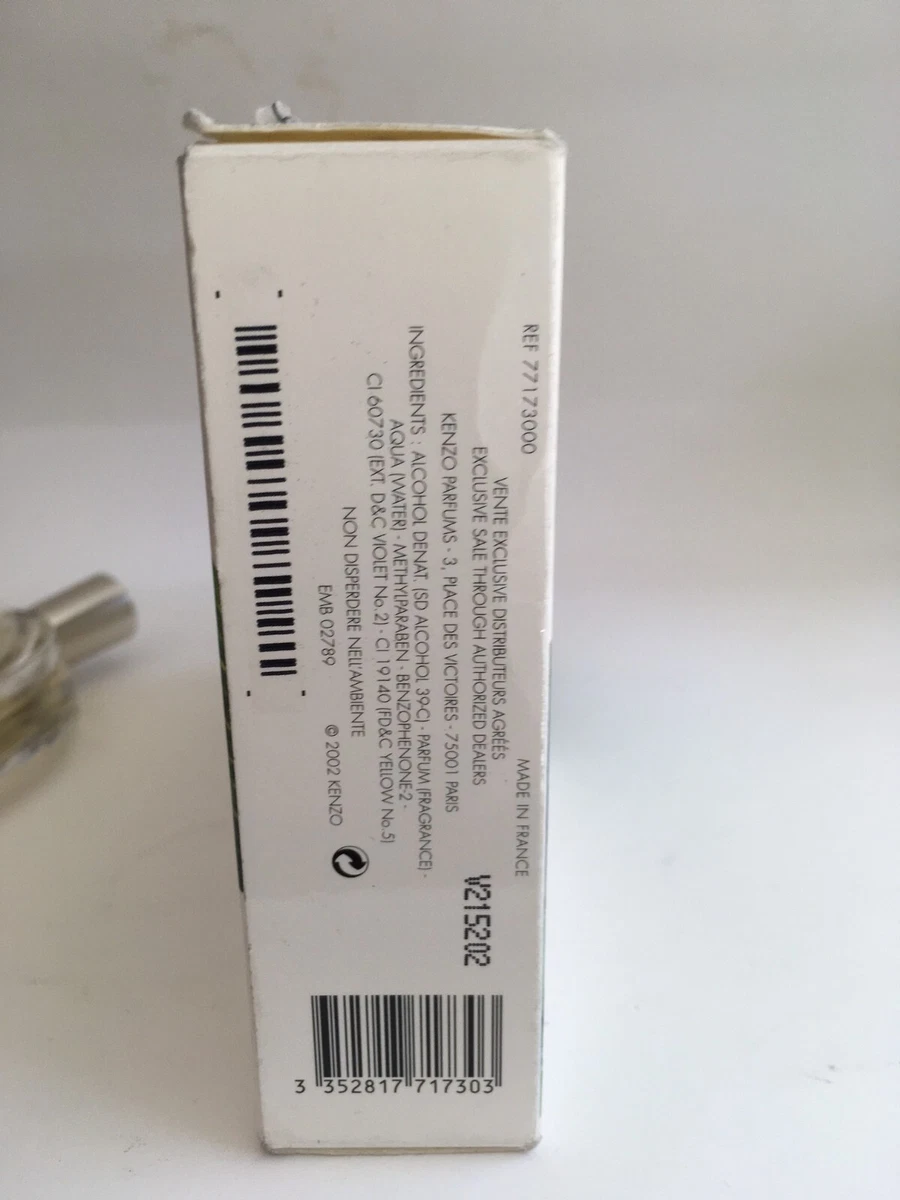 REF 77173000
MADE IN FRANCE
VENTE EXCLUSIVE DISTRIBUTEURS AGRÉÉS
EXCLUSIVE SALE THROUGH AUTHORIZED DEALERS
KENZO PARFUMS - 3, PLACE DES VICTOIRES - 75001 PARIS
V215202
INGREDIENTS : ALCOHOL DENAT. (SD ALCOHOL 39-C) - PARFUM (FRAGRANCE) -
AQUA (WATER) - METHYLPARABEN - BENZOPHENONE-2 -
CI 60730 (EXT. D&C VIOLET No.2) - CI 19140 (FD&C YELLOW No.5)
NON DISPERDERE NELL'AMBIENTE
EMB 02789
© 2002 KENZO
3 352817 717303